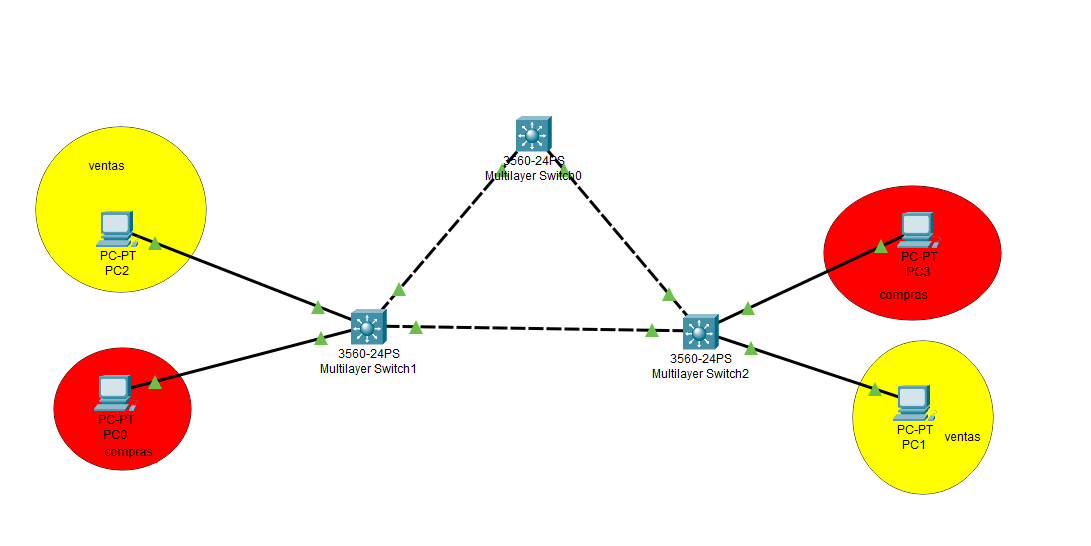 3560-24PS
Multilayer Switch0
ventas
PC-PT
PC2
PC-PT
PC3
compras
3560-24PS
Multilayer Switch1
3560-24PS
Multilayer Switch2
PC-PT
PC0
compras
PC-PT
PC1
ventas